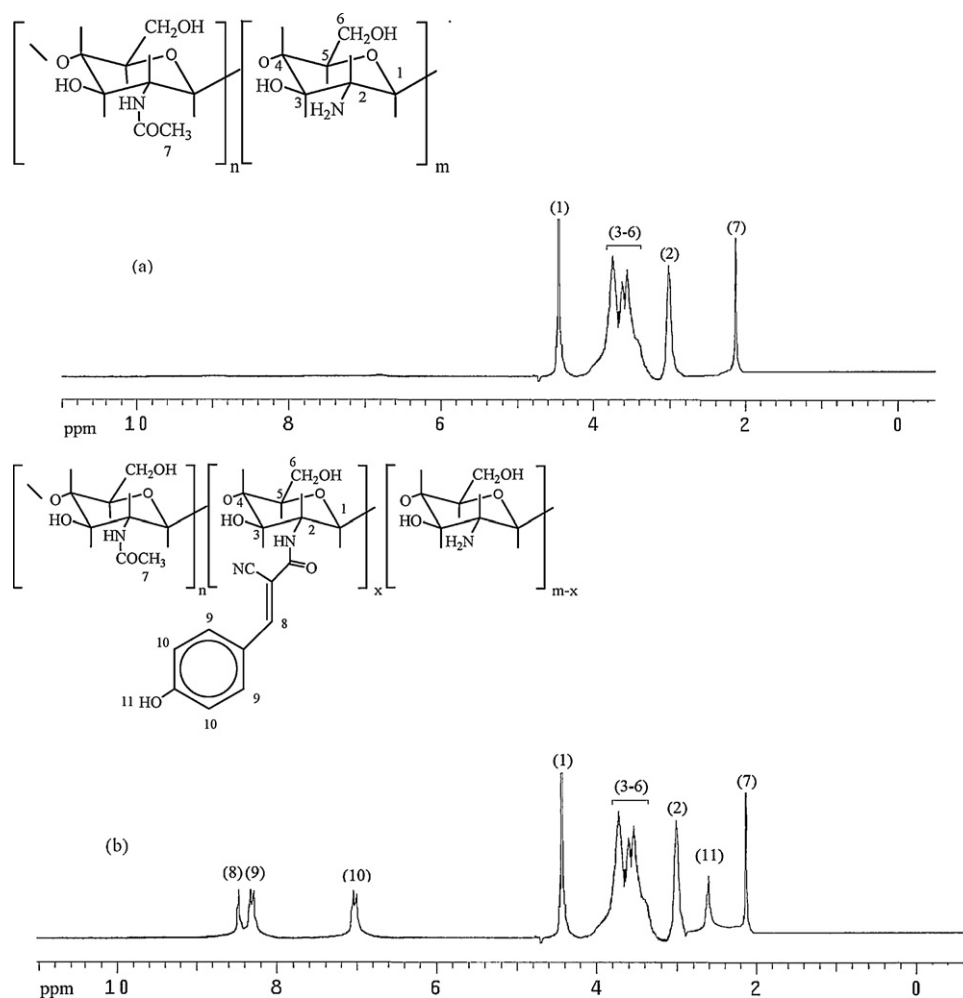 6
CH₂OH CH₂OH
O O 4 5 O 1
HO HO 3 2
HN H₂N
COCH₃
7
n m
(1) (3-6) (2) (7)
(a)
ppm 10 8 6 4 2 0
6
CH₂OH CH₂OH CH₂OH
O O O 4 5 O 1 O O
HO HO 3 2 HO
HN HN H₂N
COCH₃ NC O
7
n x m-x
9 8
10
11 HO 9
10
(1) (3-6) (2) (7)
(b) (8) (9) (10) (11)
ppm 10 8 6 4 2 0